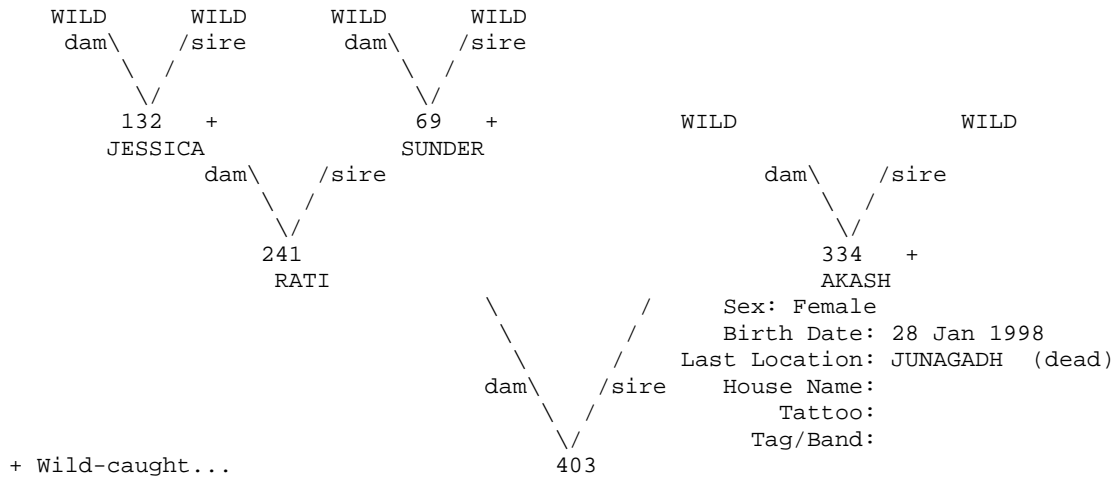 WILD WILD WILD WILD
dam\ /sire dam\ /sire
\ / \ /
\/ \/
132 + 69 + WILD WILD
JESSICA SUNDER
dam\ /sire dam\ /sire
\ / \ /
\/ \/
241 334 +
RATI AKASH
\ / Sex: Female
\ / Birth Date: 28 Jan 1998
\ / Last Location: JUNAGADH (dead)
dam\ /sire House Name:
\ / Tattoo:
\/ Tag/Band:
+ Wild-caught... 403